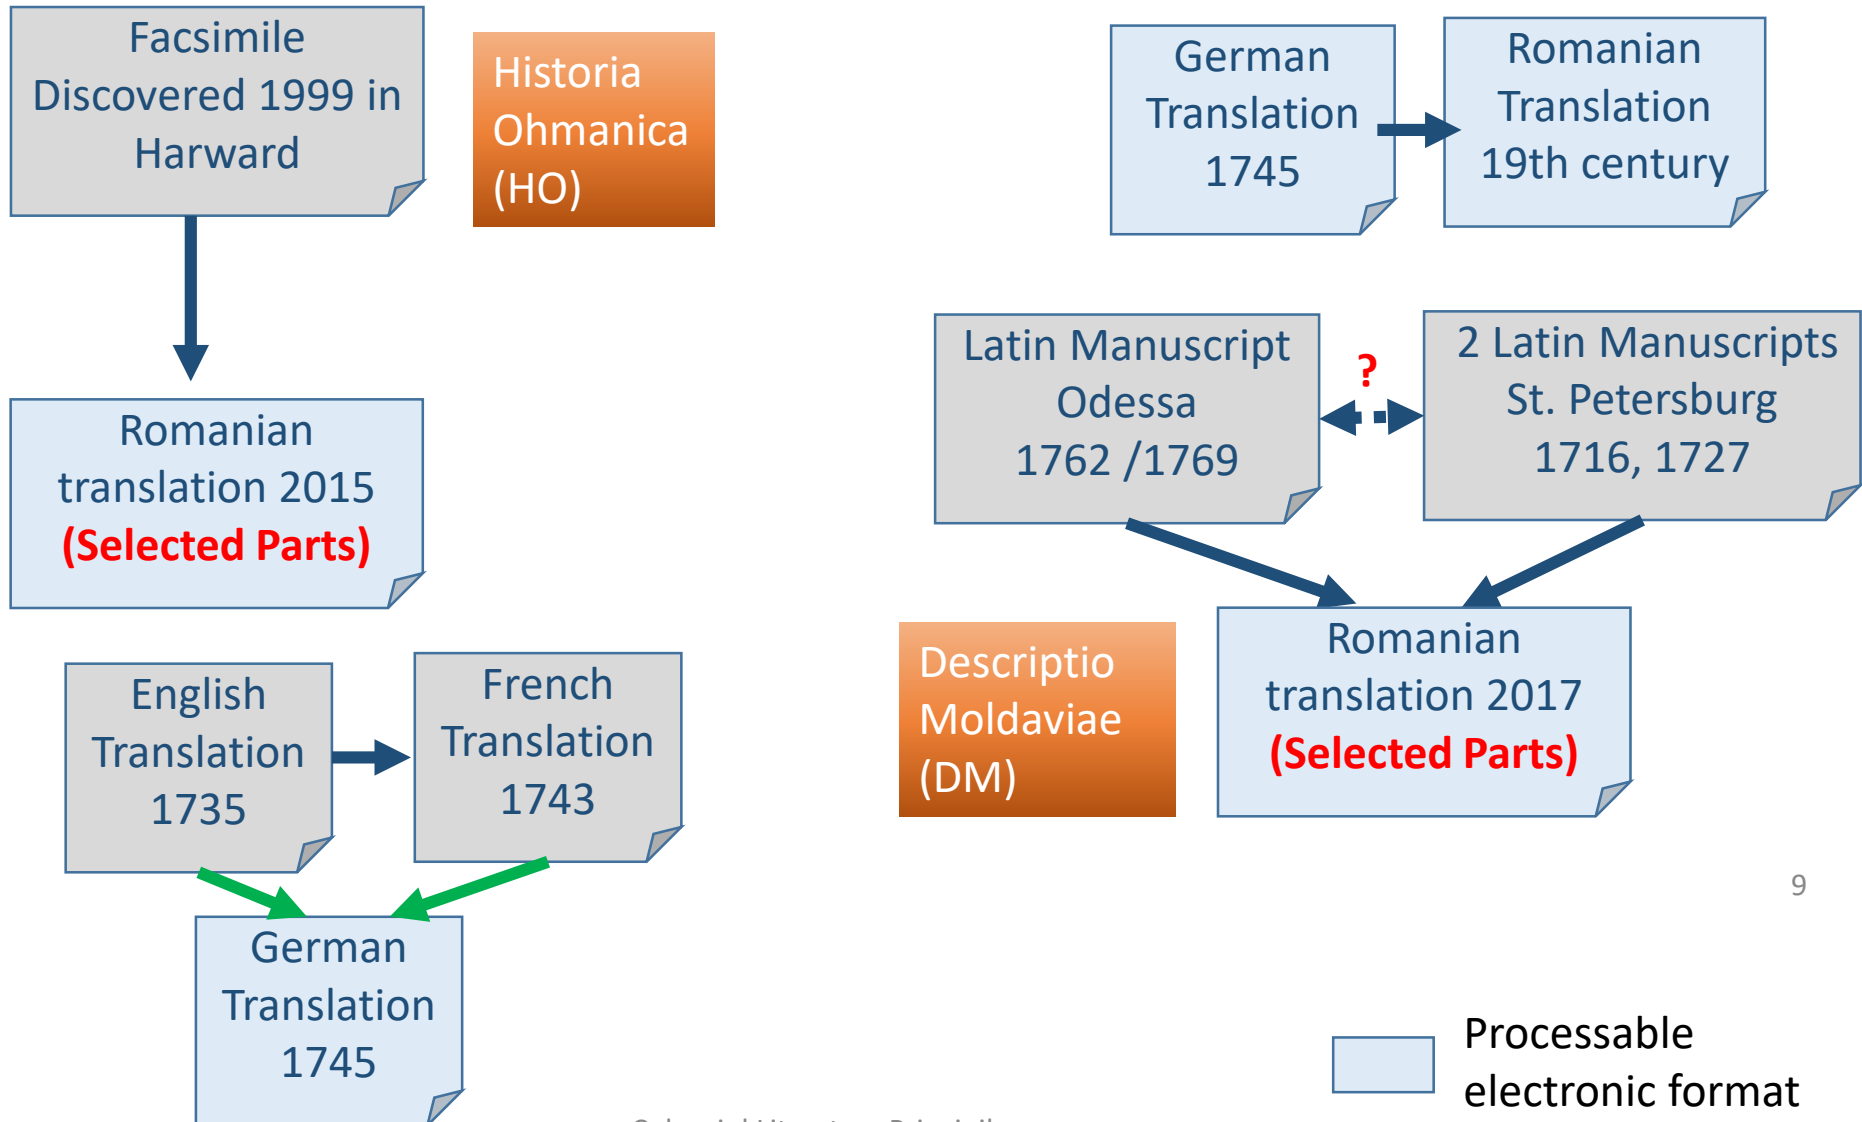 Facsimile
Discovered 1999 in
Harward
Historia
Ohmanica
(HO)
German
Translation
1745
Romanian
Translation
19th century
Romanian
translation 2015
(Selected Parts)
Latin Manuscript
Odessa
1762 /1769
?
2 Latin Manuscripts
St. Petersburg
1716, 1727
English
Translation
1735
French
Translation
1743
Descriptio
Moldaviae
(DM)
Romanian
translation 2017
(Selected Parts)
9
German
Translation
1745
Processable
electronic format